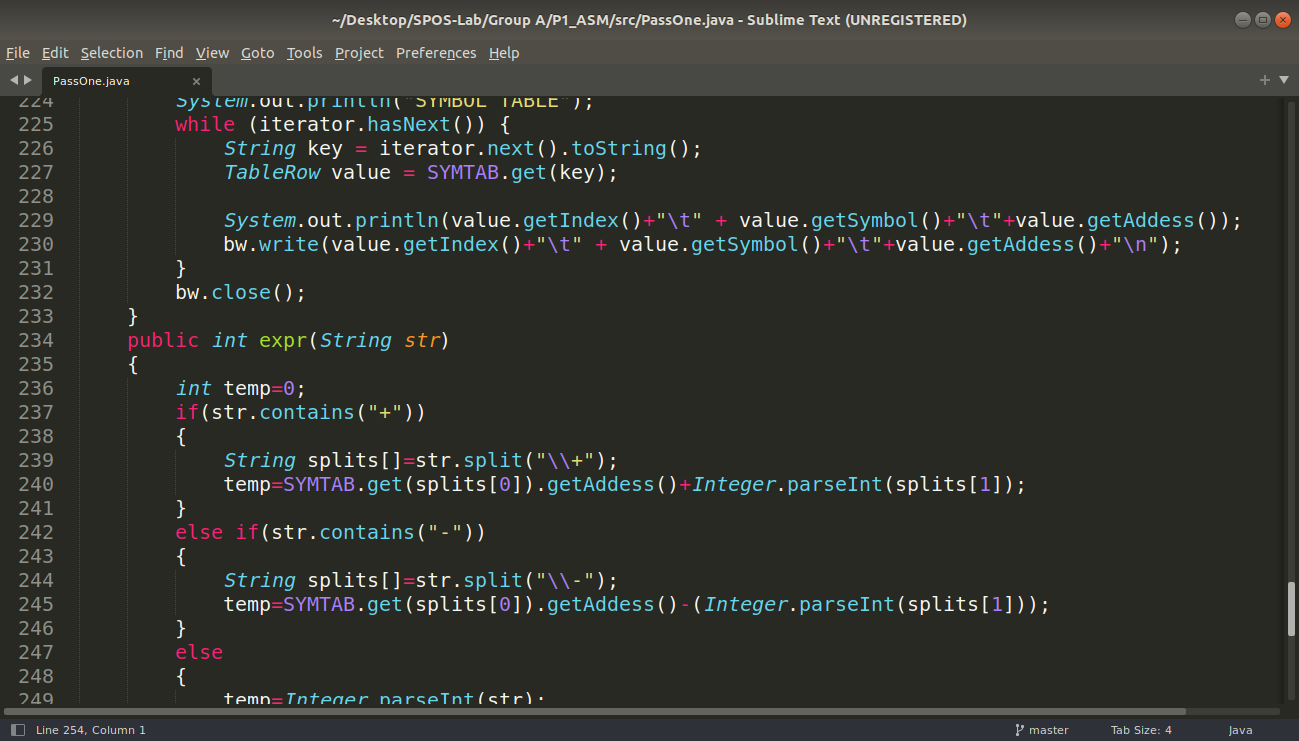 ~/Desktop/SPOS-Lab/Group A/P1_ASM/src/PassOne.java - Sublime Text (UNREGISTERED)
File Edit Selection Find View Goto Tools Project Preferences Help
PassOne.java
224 System.out.println("SYMBOL TABLE");
225 while (iterator.hasNext()) {
226 String key = iterator.next().toString();
227 TableRow value = SYMTAB.get(key);
228
229 System.out.println(value.getIndex()+"\t" + value.getSymbol()+"\t"+value.getAddess());
230 bw.write(value.getIndex()+"\t" + value.getSymbol()+"\t"+value.getAddess()+"\n");
231 }
232 bw.close();
233 }
234 public int expr(String str)
235 {
236 int temp=0;
237 if(str.contains("+"))
238 {
239 String splits[]=str.split("\\+");
240 temp=SYMTAB.get(splits[0]).getAddess()+Integer.parseInt(splits[1]);
241 }
242 else if(str.contains("-"))
243 {
244 String splits[]=str.split("\\-");
245 temp=SYMTAB.get(splits[0]).getAddess()-(Integer.parseInt(splits[1]));
246 }
247 else
248 {
249 temp=Integer.parseInt(str);
Line 254, Column 1 master Tab Size: 4 Java